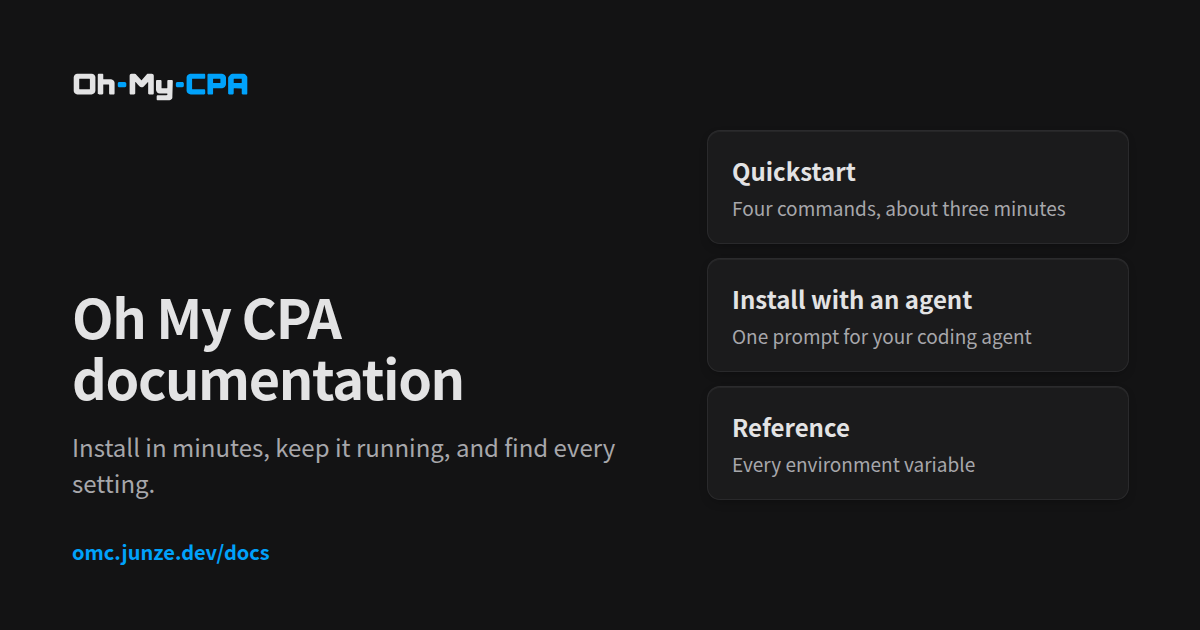 Oh-My-CPA
Oh My CPA
documentation
Install in minutes, keep it running, and find every
setting.
omc.junze.dev/docs
Quickstart
Four commands, about three minutes
Install with an agent
One prompt for your coding agent
Reference
Every environment variable